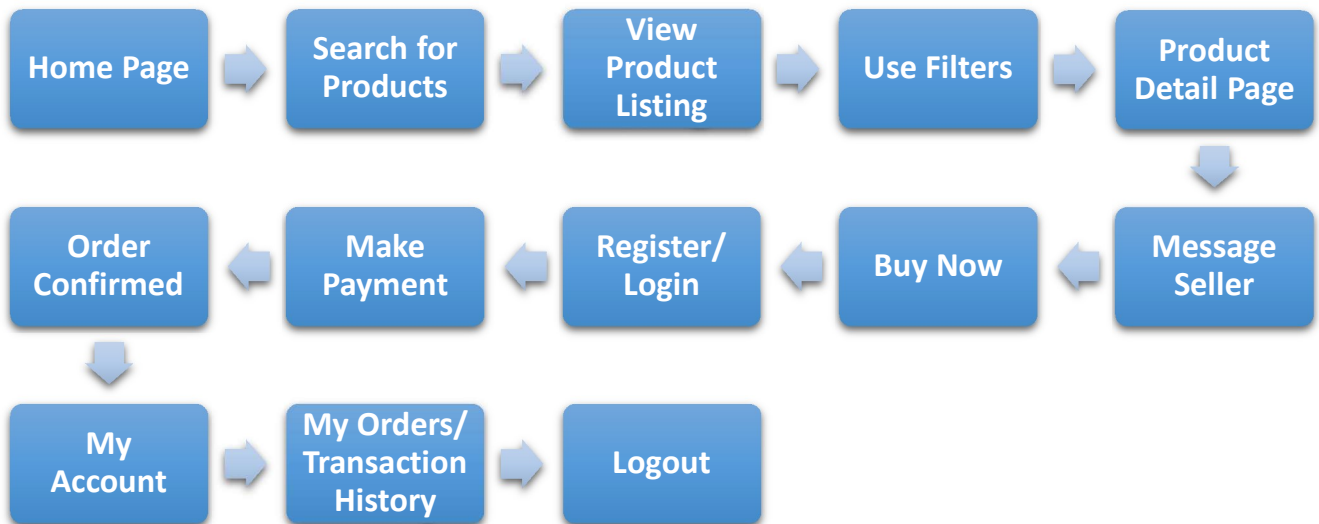 Home Page
Search for
Products
View
Product
Listing
Use Filters
Product
Detail Page
Message
Seller
Buy Now
Register/
Login
Make
Payment
Order
Confirmed
My
Account
My Orders/
Transaction
History
Logout